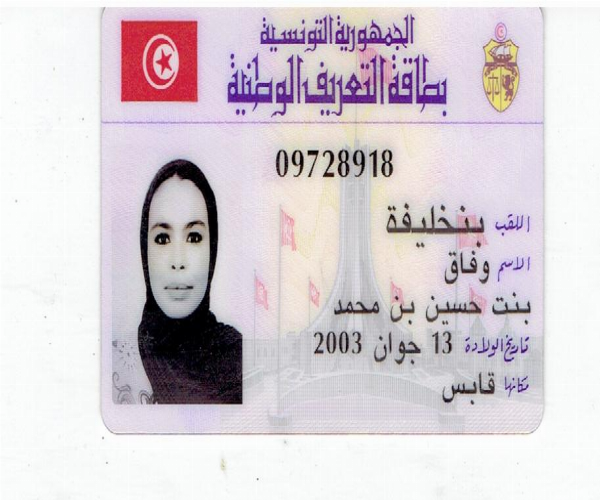 الجمهورية التونسية
بطاقة التعريف الوطنية
09728918
اللقب بنخليفة
الاسم وفاق
بنت حسين بن محمد
تاريخ الولادة 13 جوان 2003
مكانها قابس